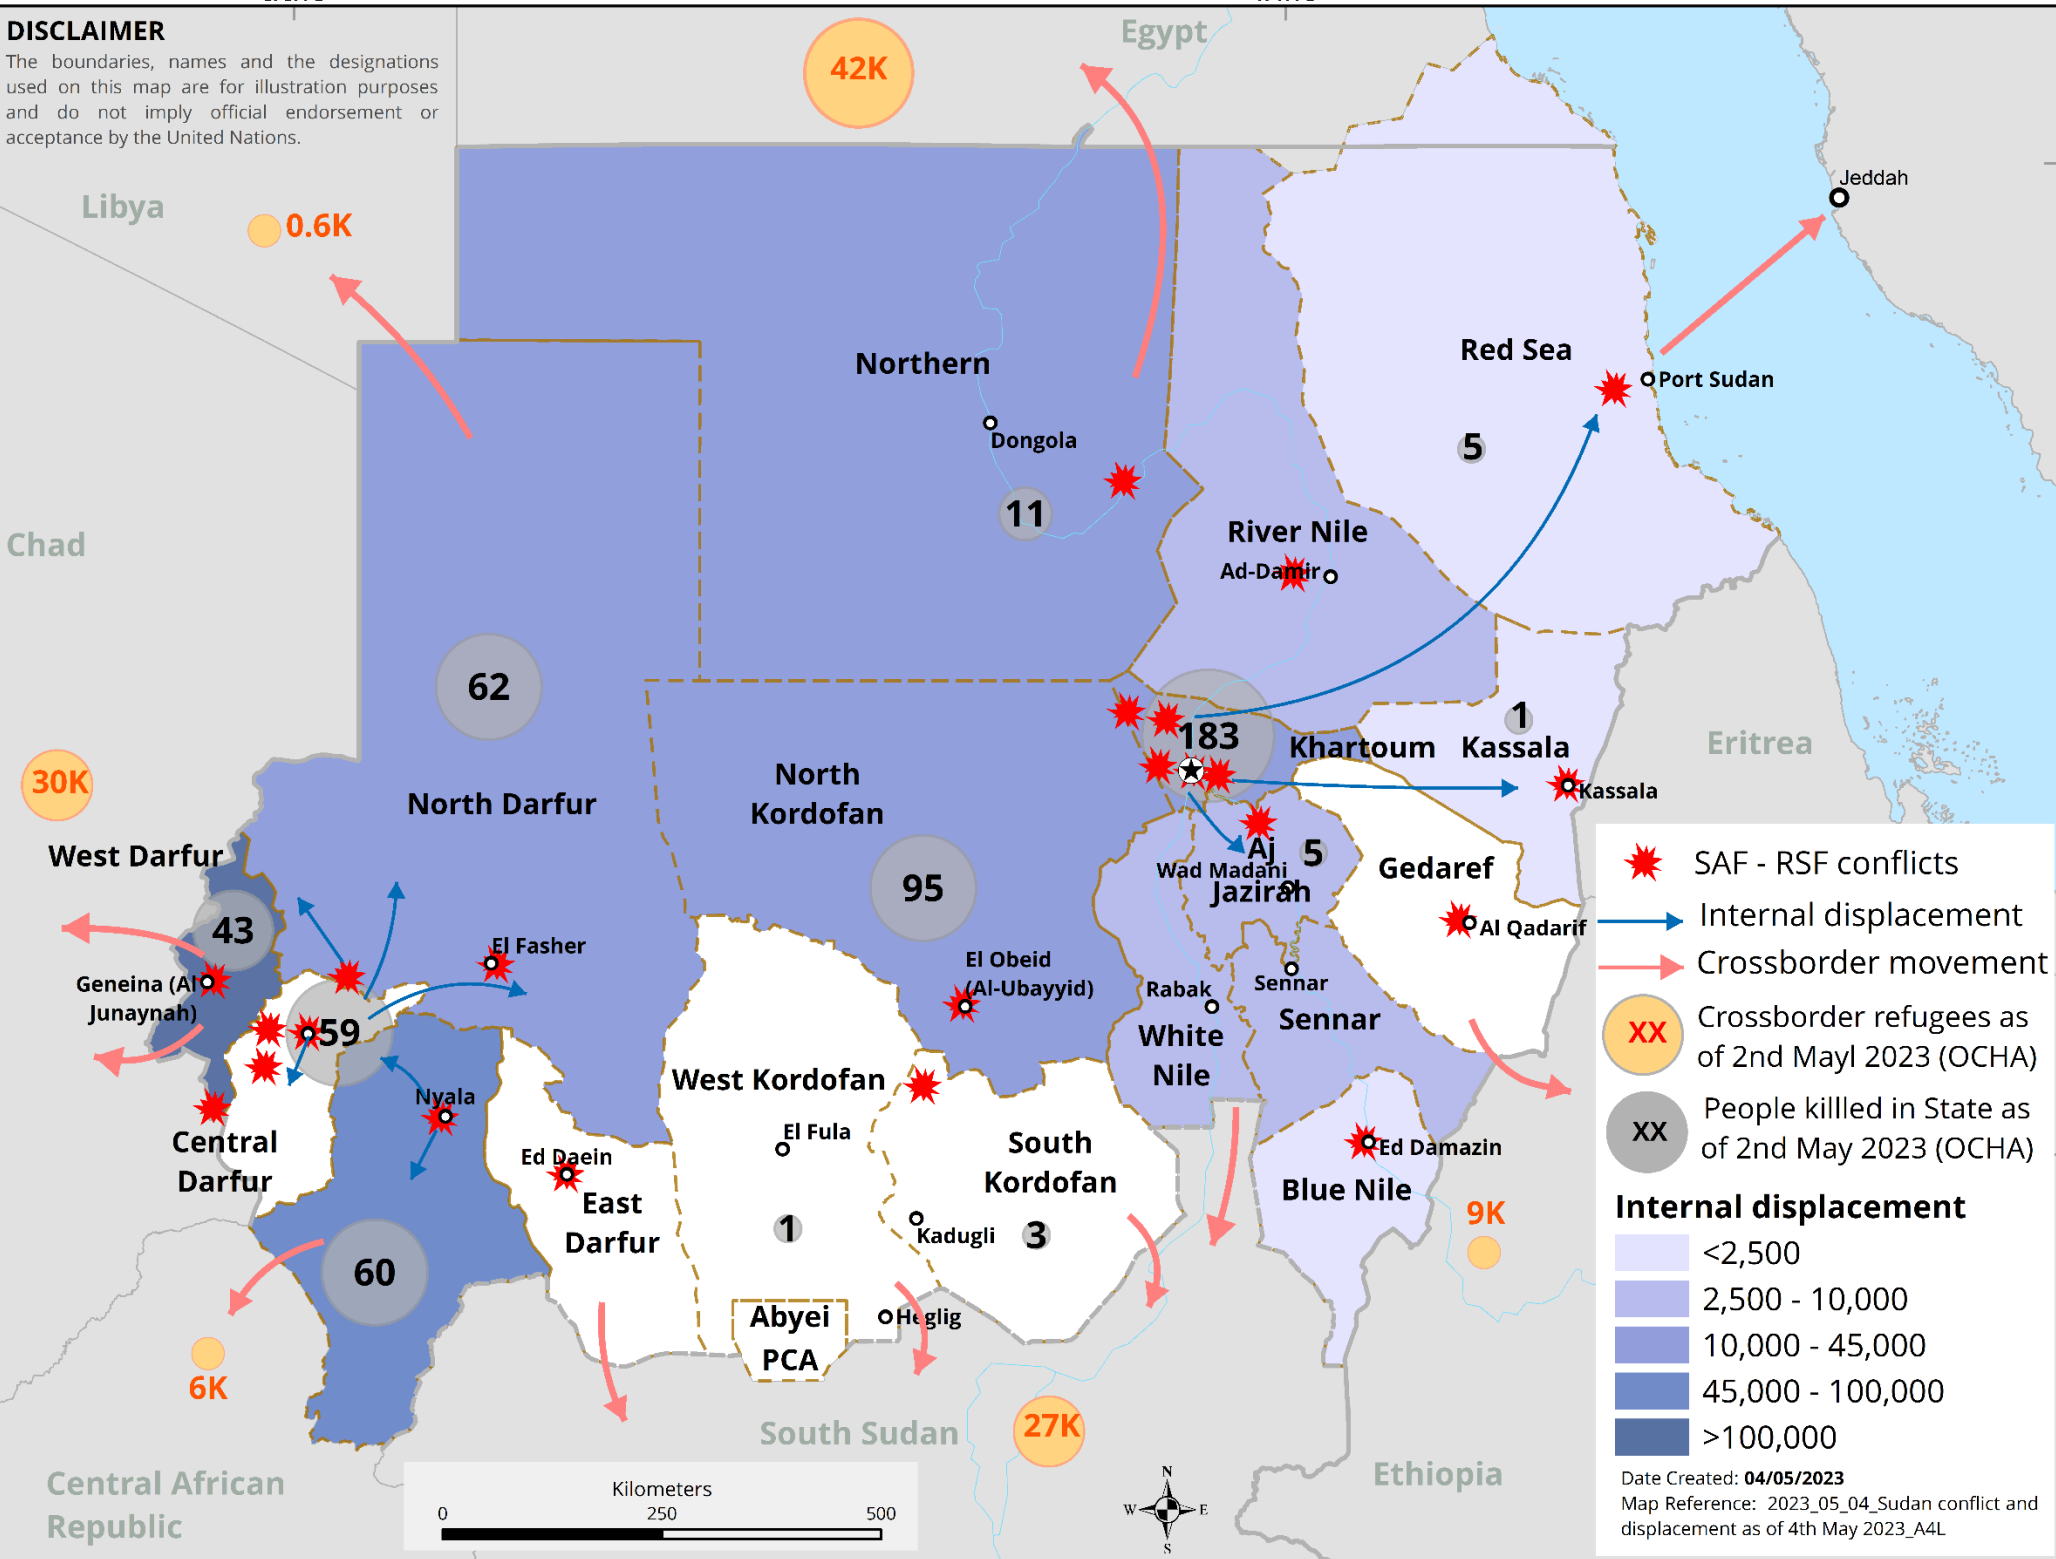 DISCLAIMER
The boundaries, names and the designations
used on this map are for illustration purposes
and do not imply official endorsement or
acceptance by the United Nations.
Egypt
42K
Libya
0.6K
Jeddah
Northern
Dongola
11
Red Sea
Port Sudan
5
River Nile
Ad-Damir
Chad
62
North Darfur
30K
North
Kordofan
95
183
Khartoum
1
Kassala
Kassala
Eritrea
West Darfur
43
Geneina (Al
Junaynah)
El Fasher
59
Aj
Jazirah
5
Wad Madani
Gedaref
Al Qadarif
El Obeid
(Al-Ubayyid)
Rabak
White
Nile
Sennar
Sennar
Nyala
Central
Darfur
60
Ed Daein
East
Darfur
West Kordofan
El Fula
1
South
Kordofan
3
Kadugli
Heglig
Abyei
PCA
Ed Damazin
Blue Nile
9K
6K
27K
South Sudan
Ethiopia
Central African
Republic
Kilometers
0 250 500
N
W E
S
SAF - RSF conflicts
Internal displacement
Crossborder movement
XX
Crossborder refugees as
of 2nd Mayl 2023 (OCHA)
XX
People killled in State as
of 2nd May 2023 (OCHA)
Internal displacement
<2,500
2,500 - 10,000
10,000 - 45,000
45,000 - 100,000
>100,000
Date Created: 04/05/2023
Map Reference: 2023_05_04_Sudan conflict and
displacement as of 4th May 2023_A4L